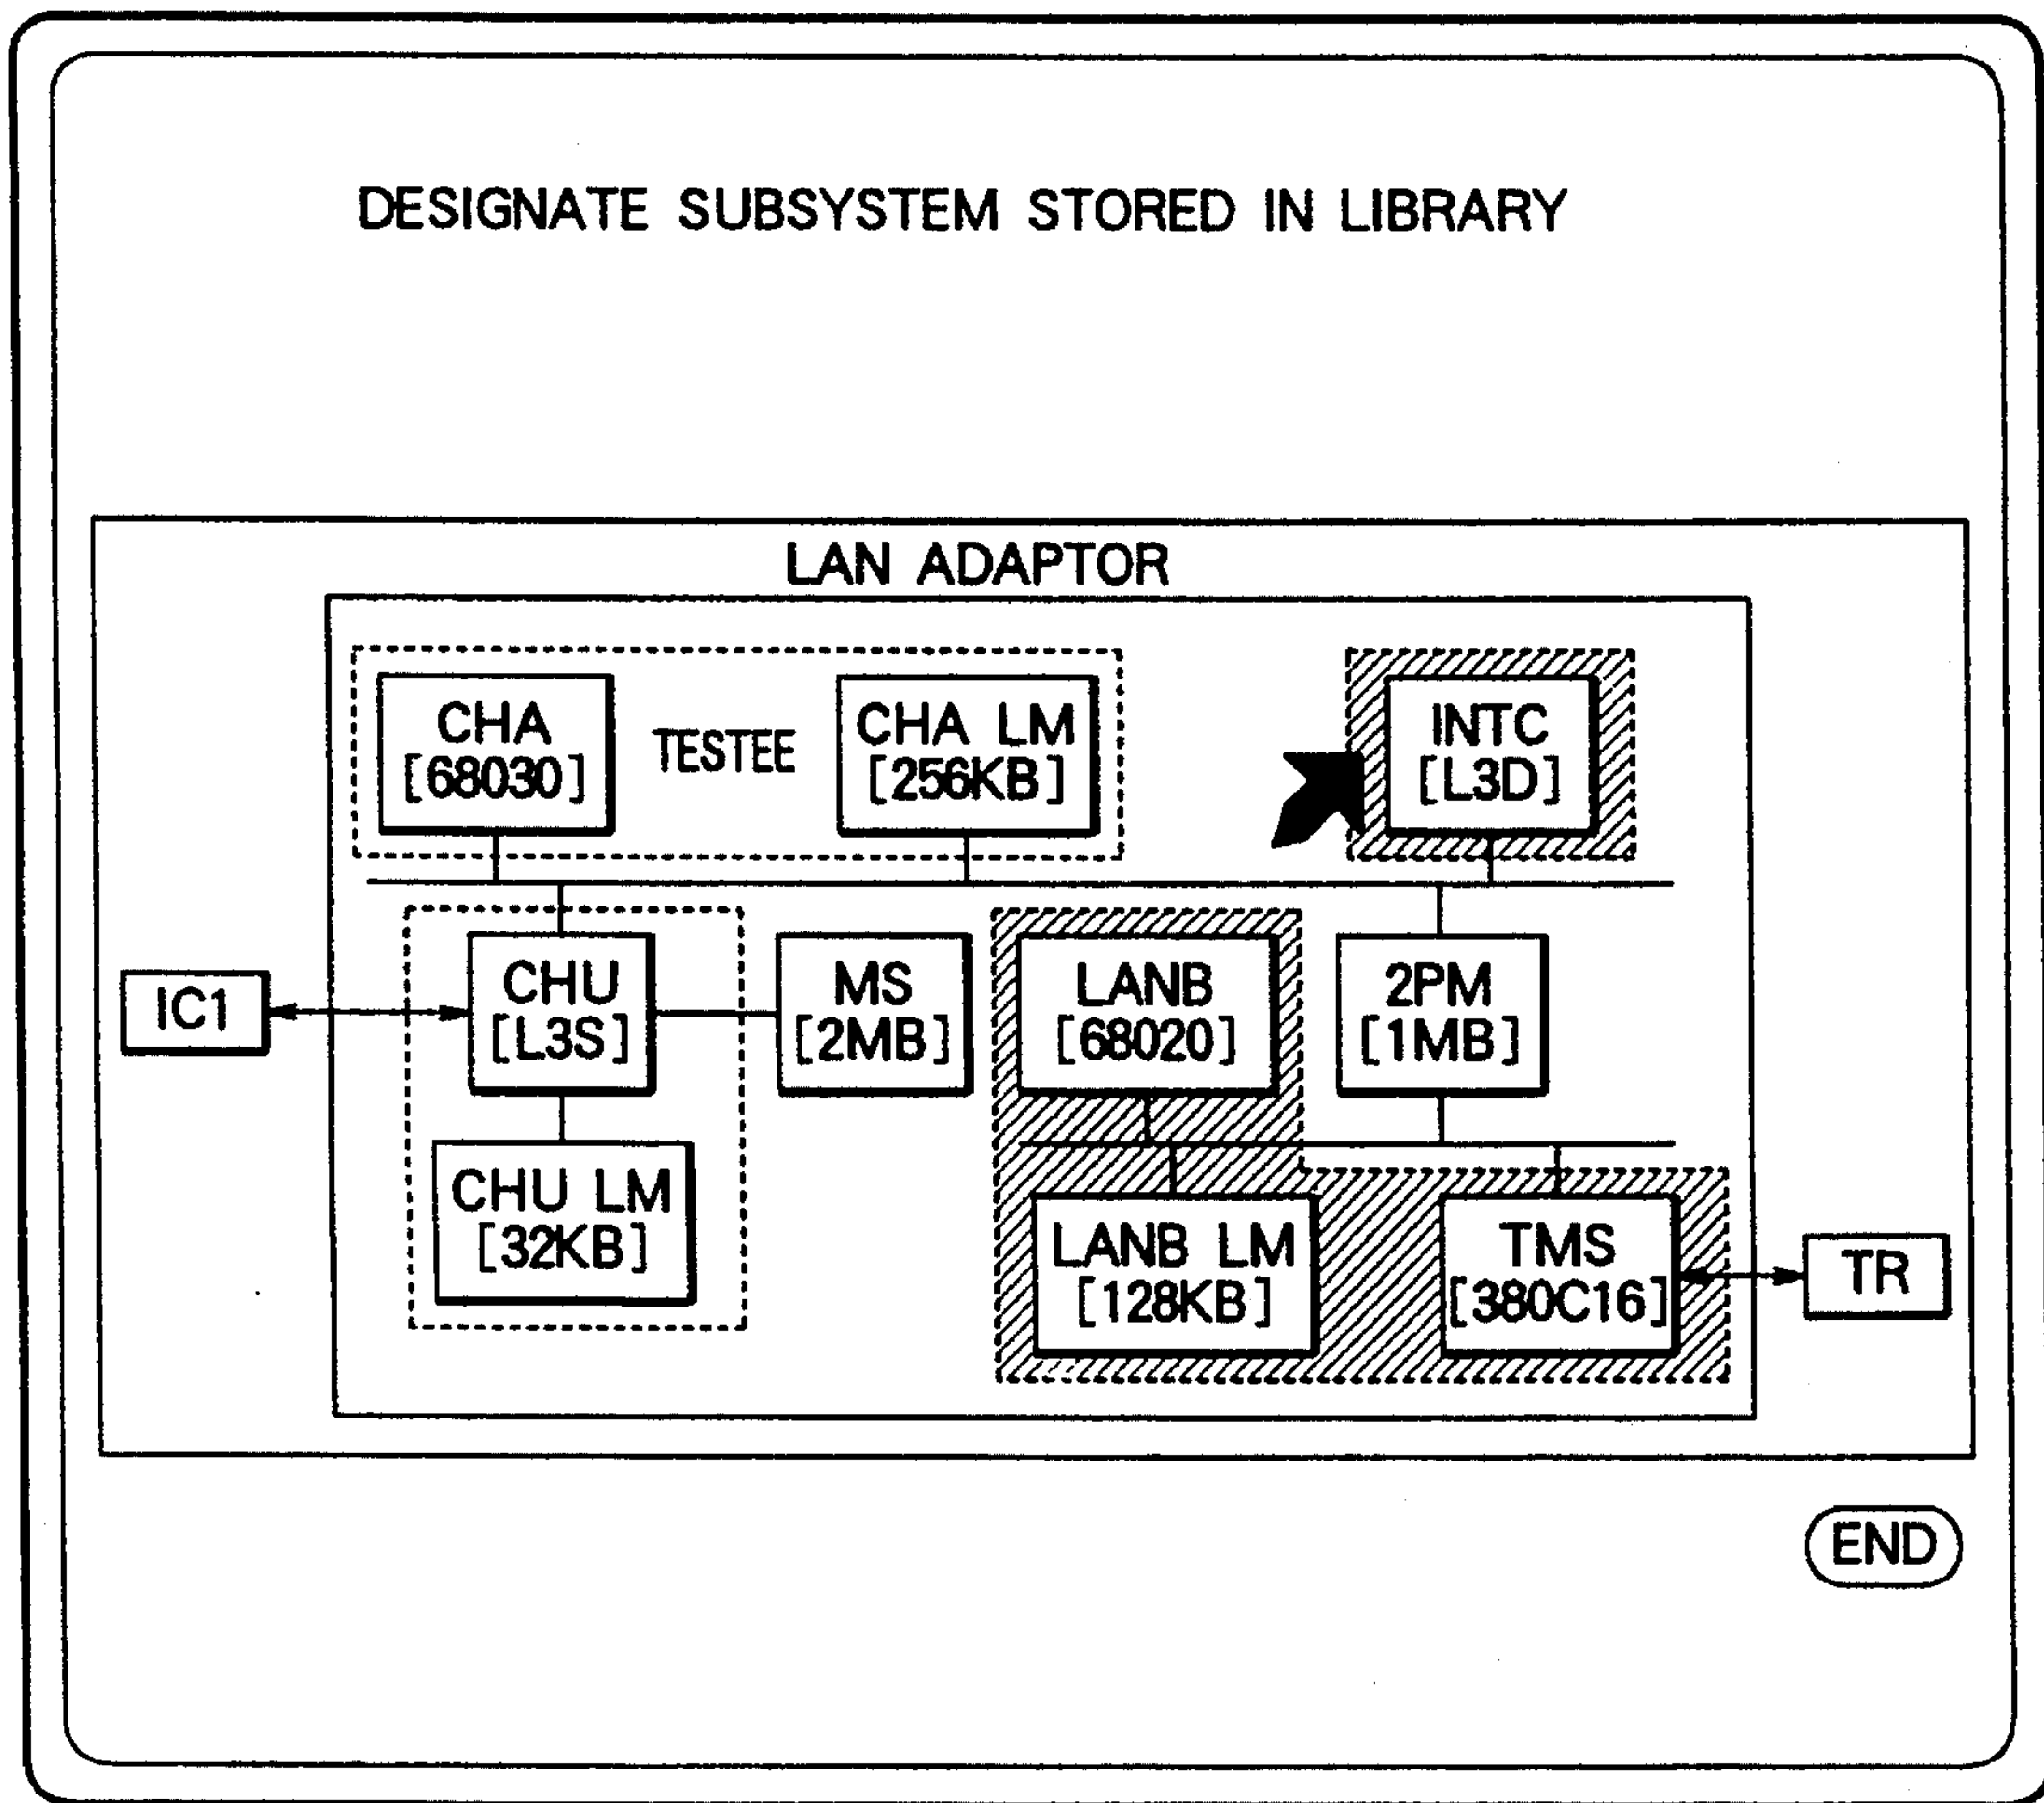 DESIGNATE SUBSYSTEM STORED IN LIBRARY
LAN ADAPTOR
CHA
[68030]
TESTEE
CHA LM
[256KB]
INTC
[L3D]
IC1
CHU
[L3S]
MS
[2MB]
LANB
[68020]
2PM
[1MB]
CHU LM
[32KB]
LANB LM
[128KB]
TMS
[380C16]
TR
END